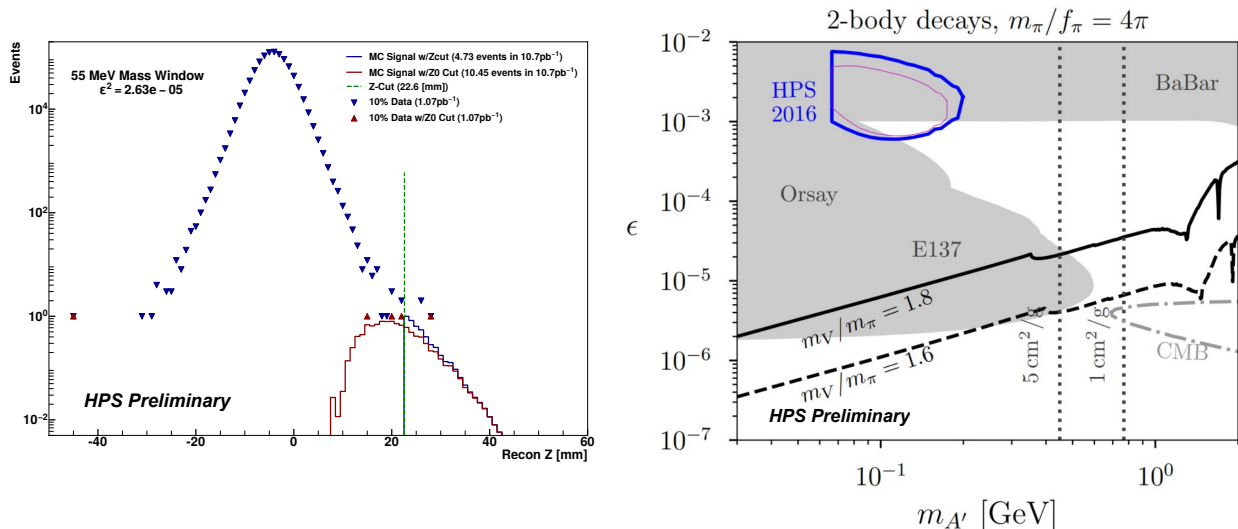 Events
10⁴
10²
1
10⁻²
55 MeV Mass Window
ε² = 2.63e − 05
MC Signal w/Zcut (4.73 events in 10.7pb⁻¹)
MC Signal w/Z0 Cut (10.45 events in 10.7pb⁻¹)
Z-Cut (22.6 [mm])
10% Data (1.07pb⁻¹)
10% Data w/Z0 Cut (1.07pb⁻¹)
HPS Preliminary
-40 -20 0 20 40 60
Recon Z [mm]
2-body decays, m_π/f_π = 4π
10⁻²
10⁻³
10⁻⁴
10⁻⁵
10⁻⁶
10⁻⁷
ϵ
HPS
2016
BaBar
Orsay
E137
m_V/m_π = 1.8
m_V/m_π = 1.6
5 cm²/g
1 cm²/g
CMB
HPS Preliminary
10⁻¹ 10⁰
m_A′ [GeV]